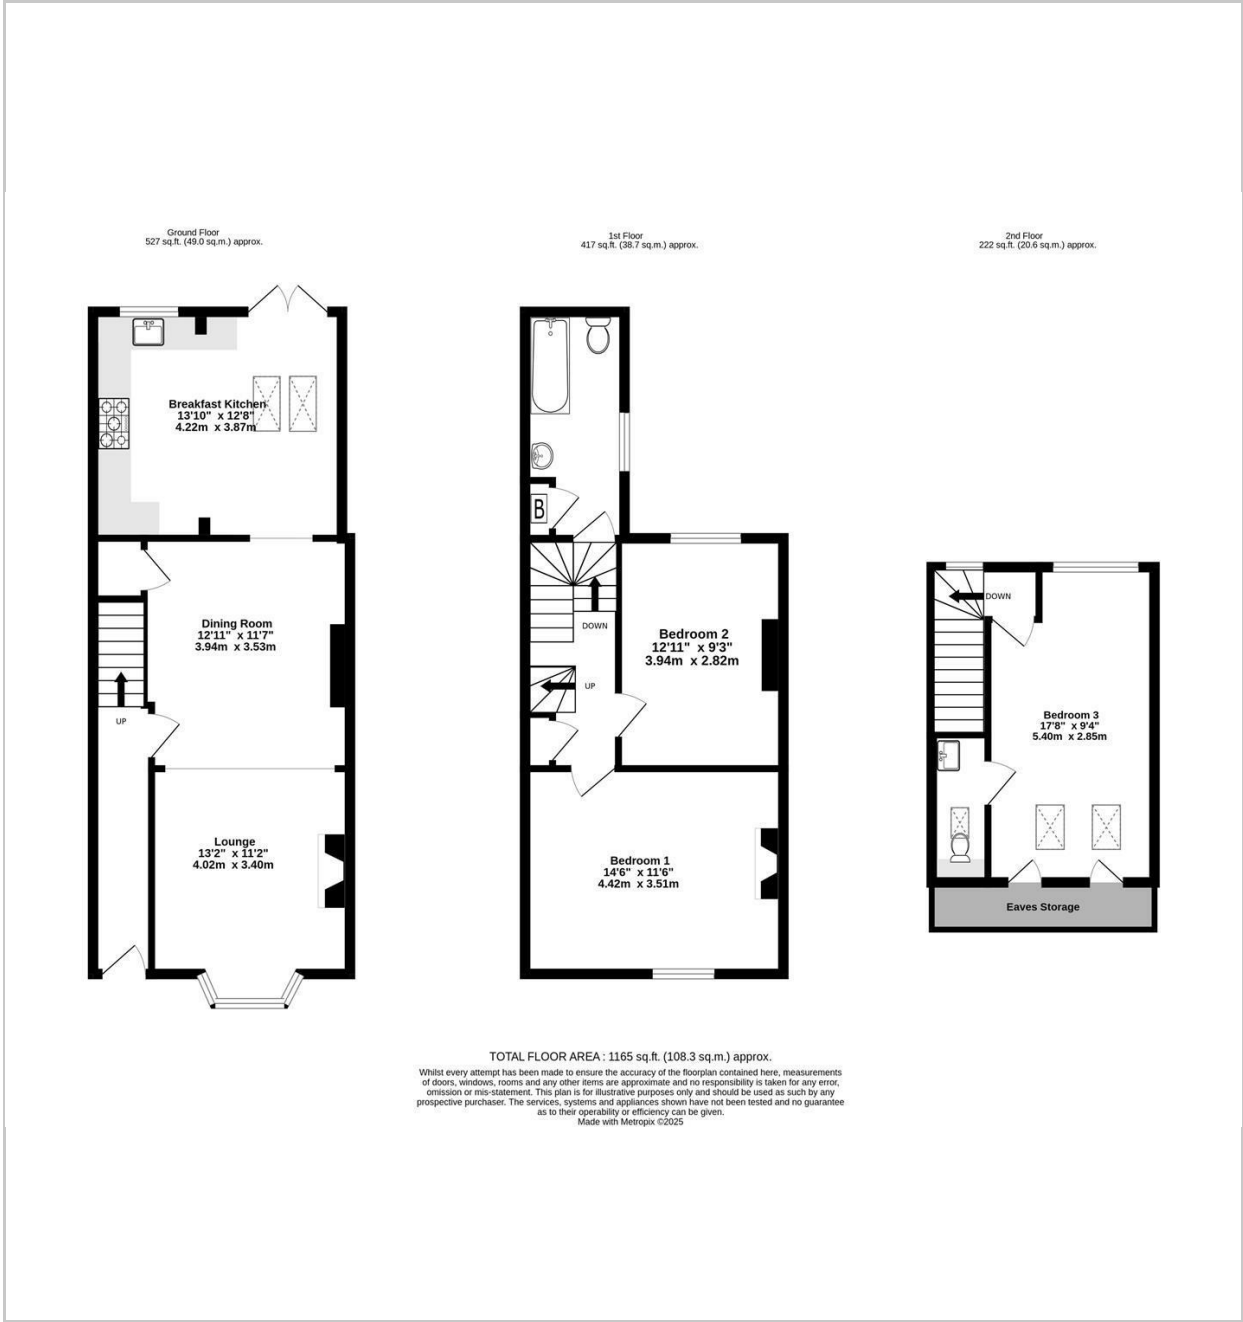 Ground Floor
527 sq.ft. (49.0 sq.m.) approx.
1st Floor
417 sq.ft. (38.7 sq.m.) approx.
2nd Floor
222 sq.ft. (20.6 sq.m.) approx.
Breakfast Kitchen
13'10" x 12'8"
4.22m x 3.87m
Dining Room
12'11" x 11'7"
3.94m x 3.53m
UP
Lounge
13'2" x 11'2"
4.02m x 3.40m
B
DOWN
UP
Bedroom 2
12'11" x 9'3"
3.94m x 2.82m
Bedroom 1
14'6" x 11'6"
4.42m x 3.51m
DOWN
Bedroom 3
17'8" x 9'4"
5.40m x 2.85m
Eaves Storage
TOTAL FLOOR AREA : 1165 sq.ft. (108.3 sq.m.) approx.
Whilst every attempt has been made to ensure the accuracy of the floorplan contained here, measurements
of doors, windows, rooms and any other items are approximate and no responsibility is taken for any error,
omission or mis-statement. This plan is for illustrative purposes only and should be used as such by any
prospective purchaser. The services, systems and appliances shown have not been tested and no guarantee
as to their operability or efficiency can be given.
Made with Metropix ©2025